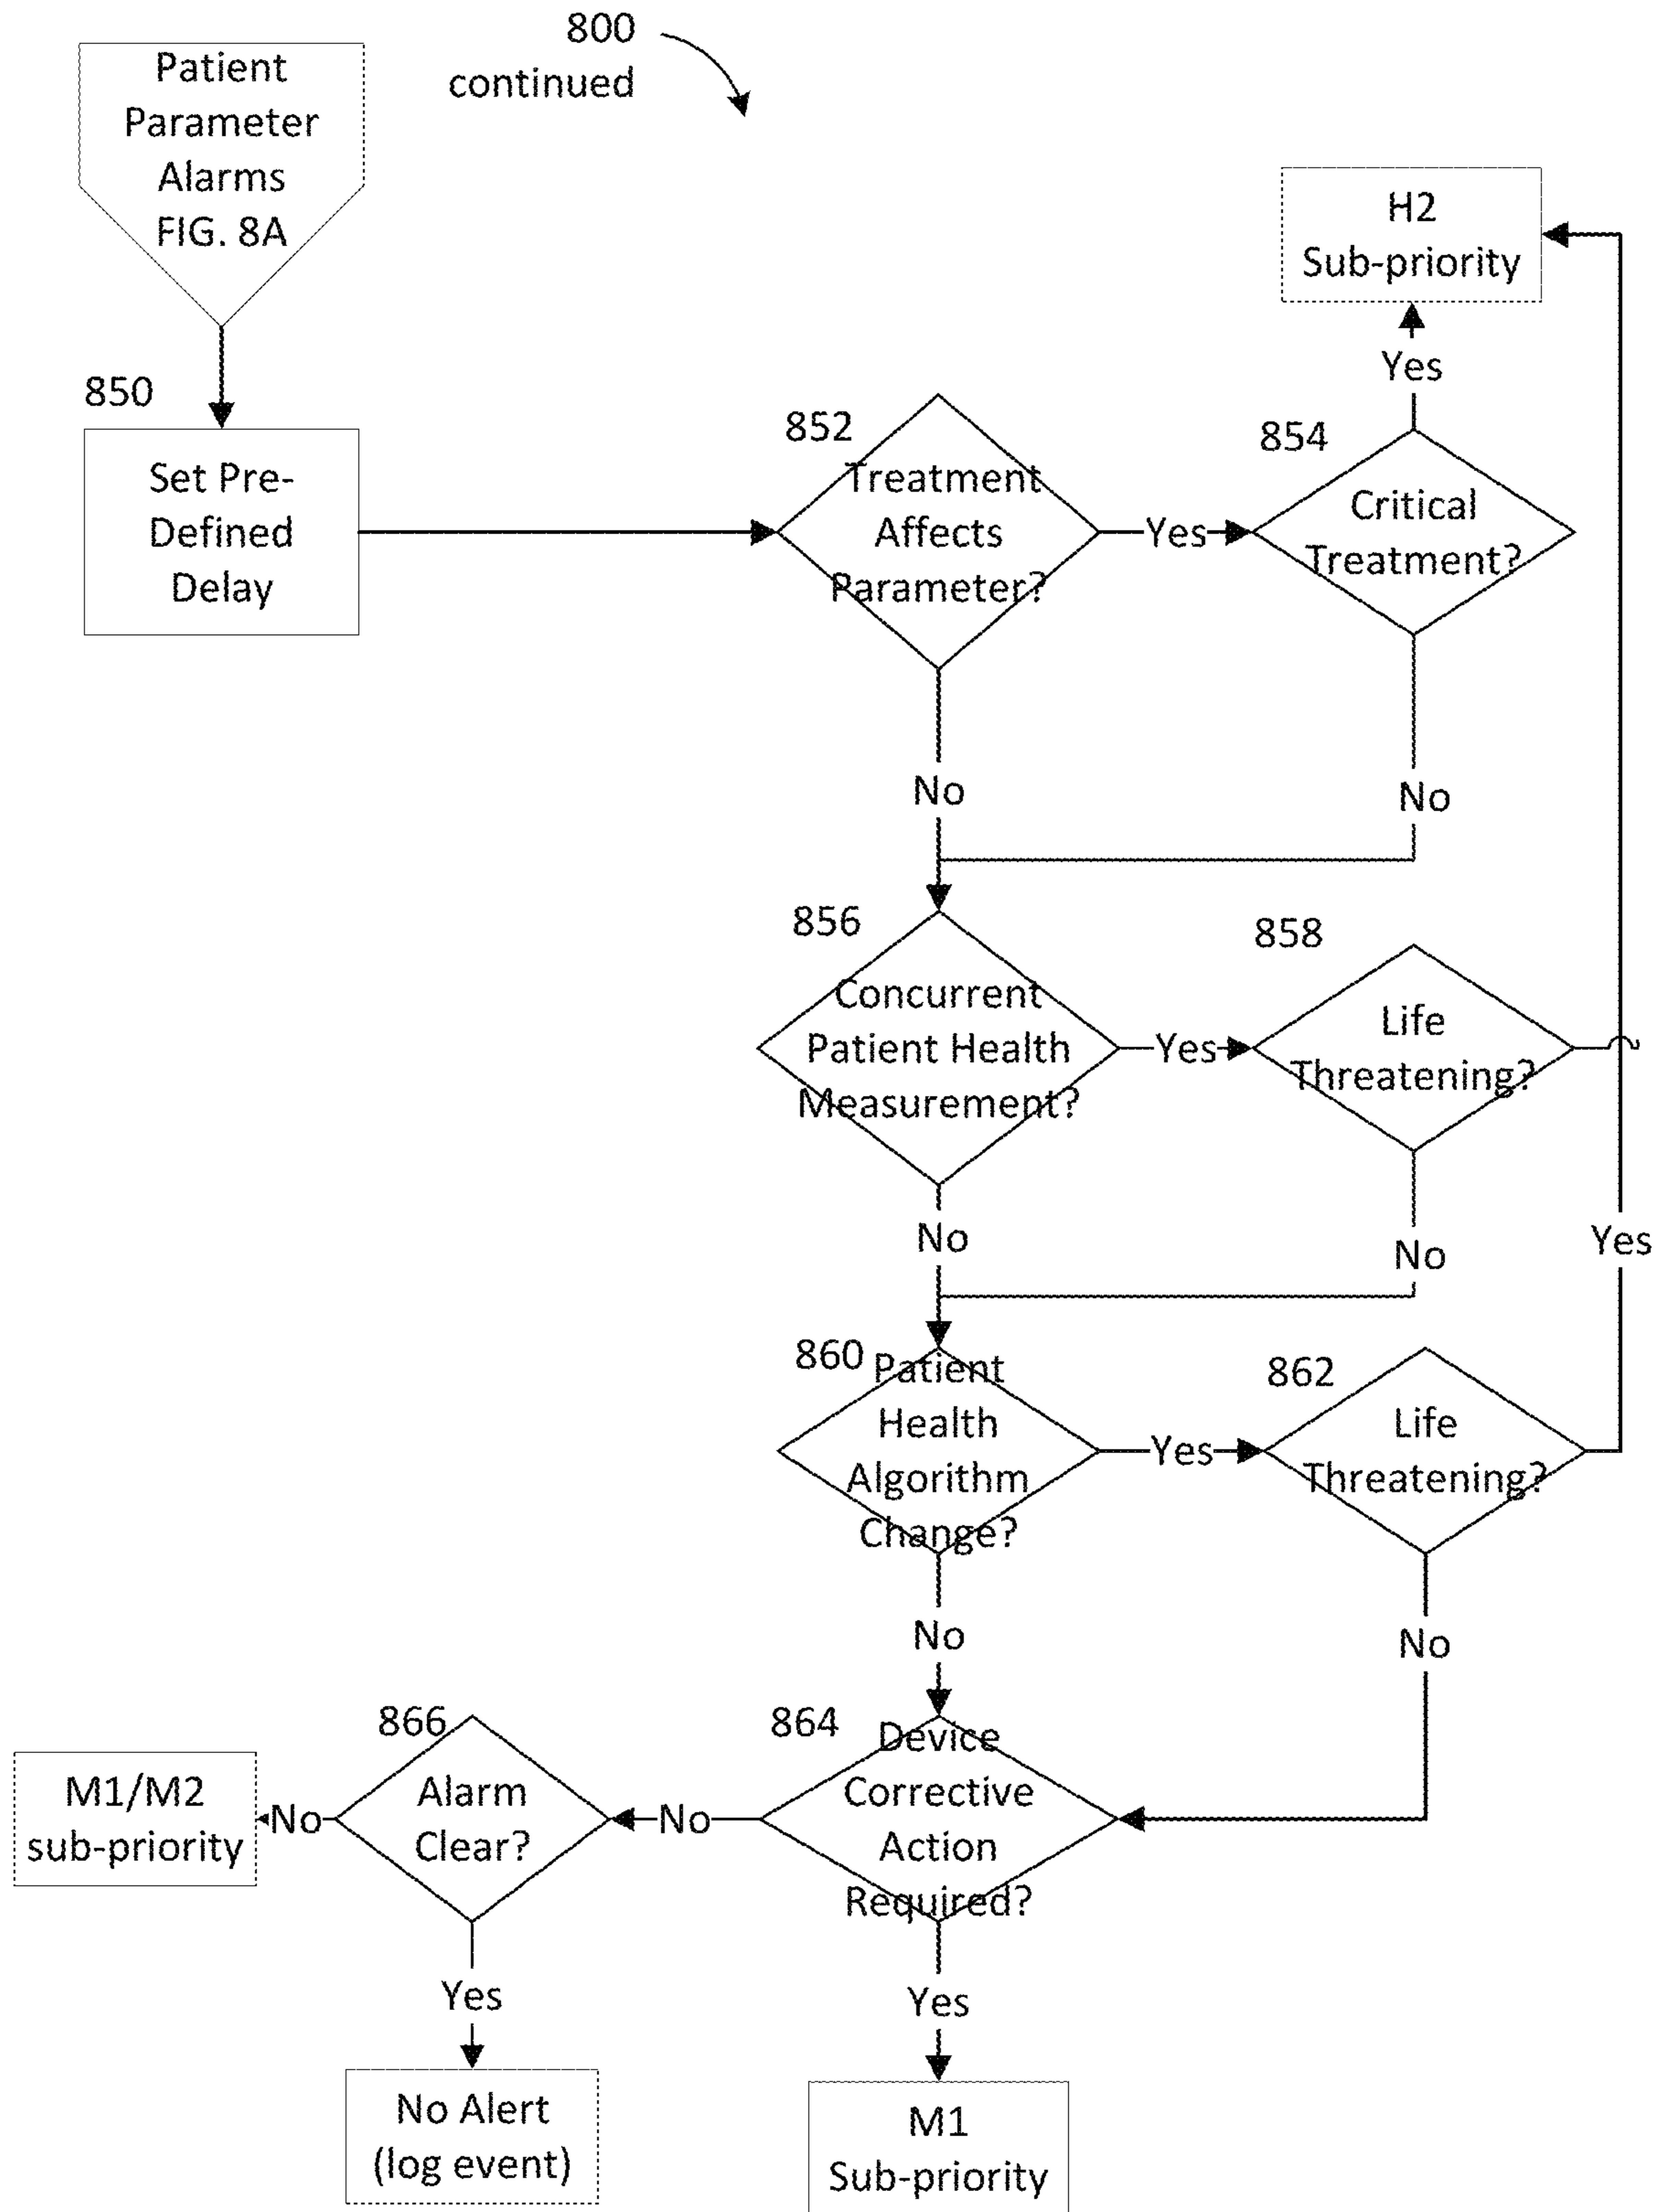 800
continued
Patient
Parameter
Alarms
FIG. 8A
H2
Sub-priority
Yes
850
Set Pre-
Defined
Delay
852
Treatment
Affects
Parameter?
Yes
854
Critical
Treatment?
No
No
856
Concurrent
Patient Health
Measurement?
Yes
858
Life
Threatening?
No
No
Yes
860
Patient
Health
Algorithm
Change?
Yes
862
Life
Threatening?
No
No
864
Device
Corrective
Action
Required?
No
866
Alarm
Clear?
No
M1/M2
sub-priority
Yes
Yes
No Alert
(log event)
M1
Sub-priority